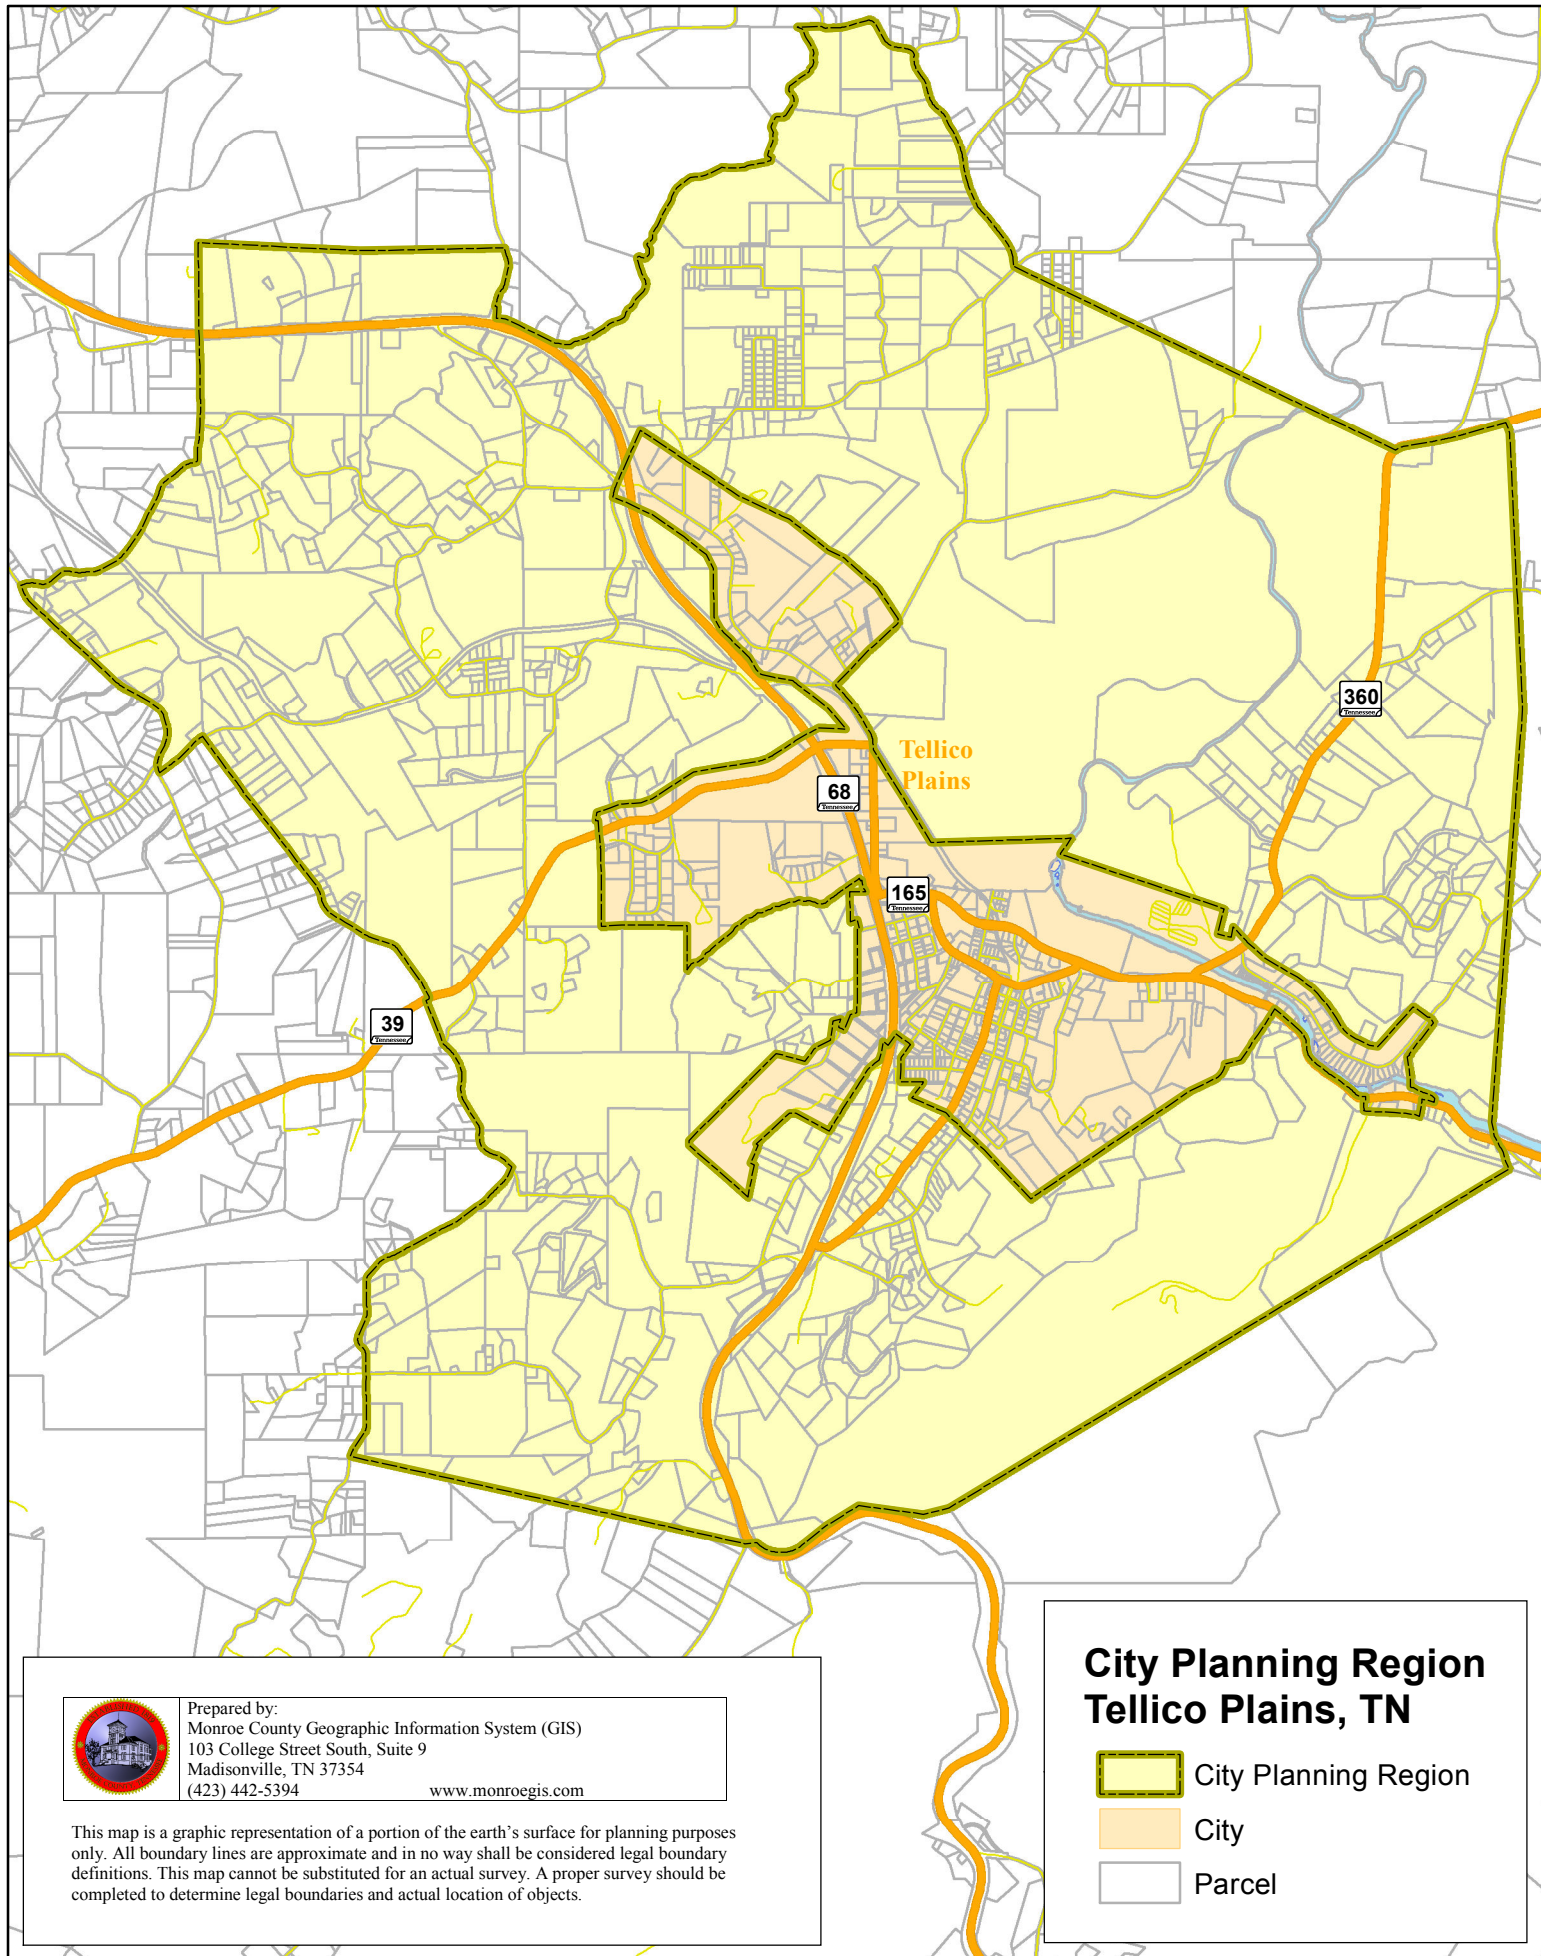 Tellico
Plains
360
Tennessee
68
Tennessee
165
Tennessee
39
Tennessee
City Planning Region
Tellico Plains, TN
City Planning Region
City
Parcel
Prepared by:
Monroe County Geographic Information System (GIS)
103 College Street South, Suite 9
Madisonville, TN 37354
(423) 442-5394 www.monroegis.com
This map is a graphic representation of a portion of the earth’s surface for planning purposes
only. All boundary lines are approximate and in no way shall be considered legal boundary
definitions. This map cannot be substituted for an actual survey. A proper survey should be
completed to determine legal boundaries and actual location of objects.